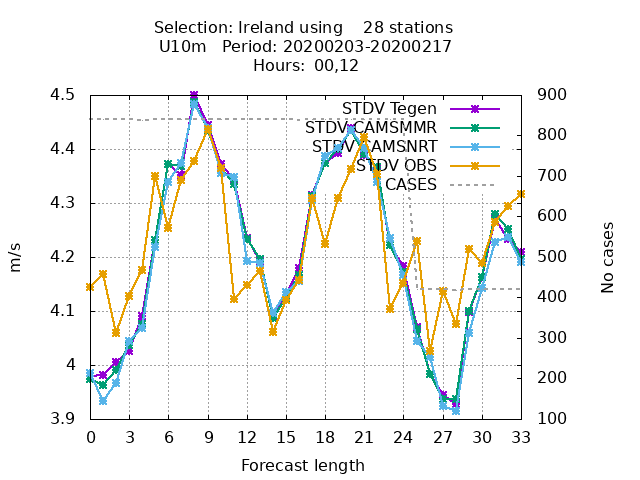 Selection: Ireland using    28 stations
U10m   Period: 20200203-20200217
Hours:  00,12
4.5
4.4
4.3
4.2
4.1
4
3.9
m/s
900
800
700
600
500
400
300
200
100
No cases
STDV Tegen
STDV CAMSMMR
STDV CAMSNRT
STDV OBS
CASES
0 3 6 9 12 15 18 21 24 27 30 33
Forecast length